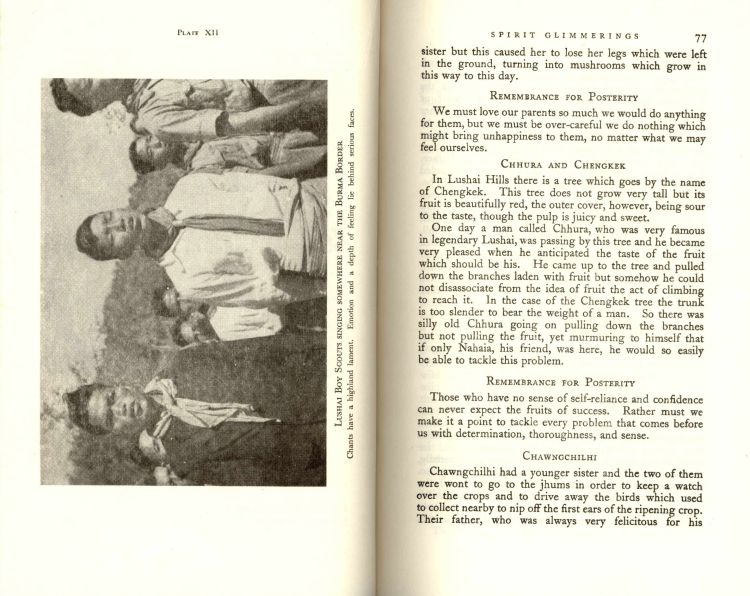 PLATE XII
LUSHAI BOY SCOUTS SINGING SOMEWHERE NEAR THE BURMA BORDER
Chants have a highland lament. Emotion and a depth of feeling lie behind serious faces.
SPIRIT GLIMMERINGS 77
sister but this caused her to lose her legs which were left
in the ground, turning into mushrooms which grow in
this way to this day.
REMEMBRANCE FOR POSTERITY
We must love our parents so much we would do anything
for them, but we must be over-careful we do nothing which
might bring unhappiness to them, no matter what we may
feel ourselves.
CHHURA AND CHENGKEK
In Lushai Hills there is a tree which goes by the name
of Chengkek. This tree does not grow very tall but its
fruit is beautifully red, the outer cover, however, being sour
to the taste, though the pulp is juicy and sweet.
One day a man called Chhura, who was very famous
in legendary Lushai, was passing by this tree and he became
very pleased when he anticipated the taste of the fruit
which should be his. He came up to the tree and pulled
down the branches laden with fruit but somehow he could
not disassociate from the idea of fruit the act of climbing
to reach it. In the case of the Chengkek tree the trunk
is too slender to bear the weight of a man. So there was
silly old Chhura going on pulling down the branches
but not pulling the fruit, yet murmuring to himself that
if only Nahaia, his friend, was here, he would so easily
be able to tackle this problem.
REMEMBRANCE FOR POSTERITY
Those who have no sense of self-reliance and confidence
can never expect the fruits of success. Rather must we
make it a point to tackle every problem that comes before
us with determination, thoroughness, and sense.
CHAWNGCHILHI
Chawngchilhi had a younger sister and the two of them
were wont to go to the jhums in order to keep a watch
over the crops and to drive away the birds which used
to collect nearby to nip off the first ears of the ripening crop.
Their father, who was always very felicitous for his